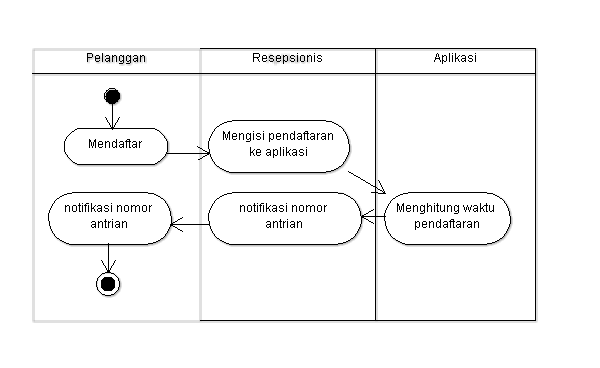 Pelanggan
Resepsionis
Aplikasi
Mendaftar
Mengisi pendaftaran
ke aplikasi
notifikasi nomor
antrian
notifikasi nomor
antrian
Menghitung waktu
pendaftaran